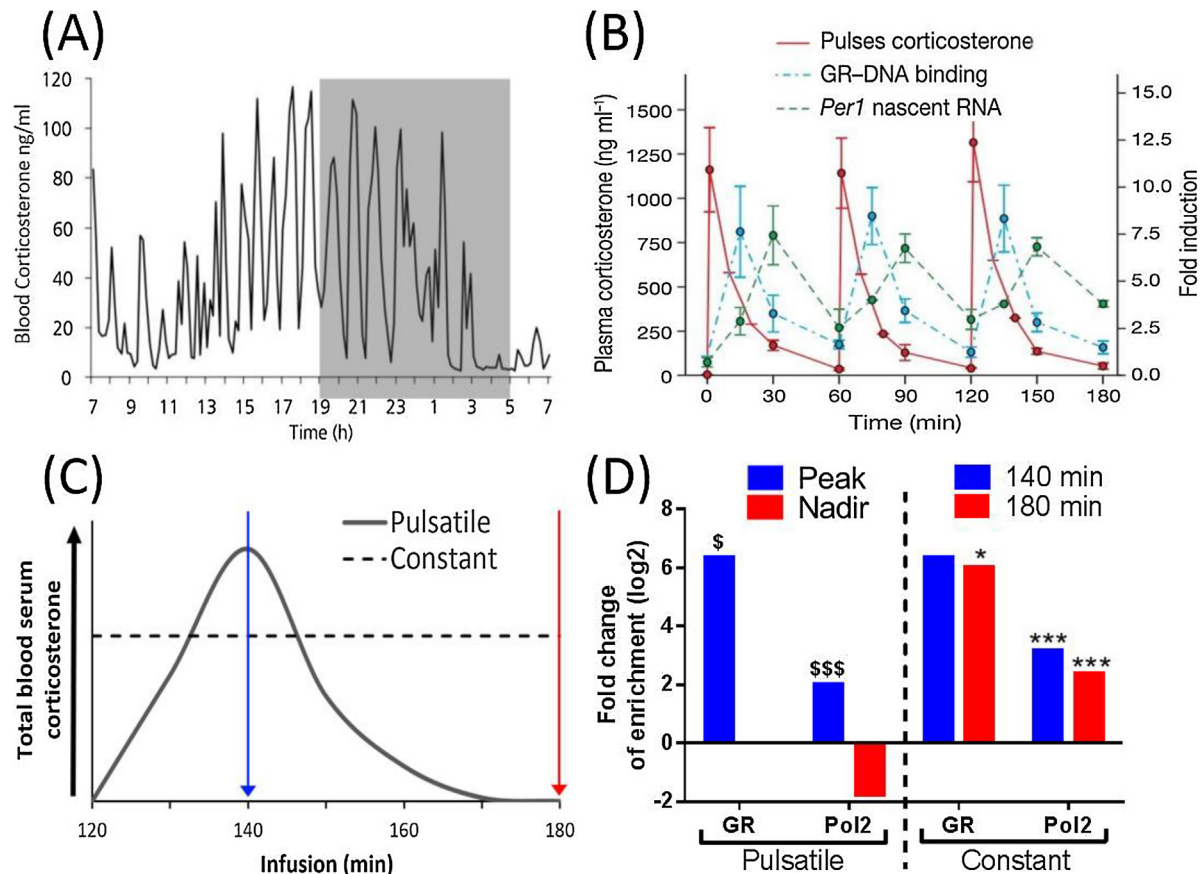 (A)
Blood Corticosterone ng/ml
120
100
80
60
40
20
0
7 9 11 13 15 17 19 21 23 1 3 5 7
Time (h)
(B)
Pulses corticosterone
GR–DNA binding
Per1 nascent RNA
Plasma corticosterone (ng ml⁻¹)
1500
1250
1000
750
500
250
0
15.0
12.5
10.0
7.5
5.0
2.5
0.0
Fold induction
0 30 60 90 120 150 180
Time (min)
(C)
Pulsatile
Constant
Total blood serum
corticosterone
120 140 160 180
Infusion (min)
(D)
Peak
Nadir
140 min
180 min
Fold change
of enrichment (log2)
8
6
4
2
0
-2
$
$$$
*
***
***
GR Pol2 GR Pol2
Pulsatile Constant